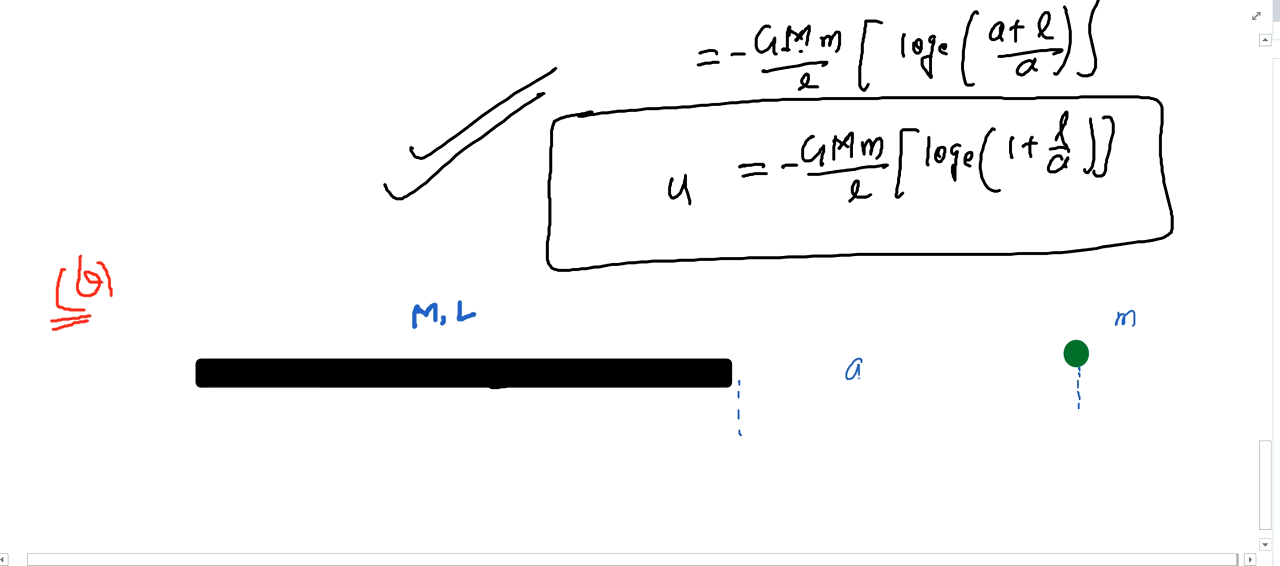 = - GMm/l [ loge ( a+l/a ) ]
u = - GMm/l [ loge ( 1 + l/a ) ]
(b)
M, L
m
a